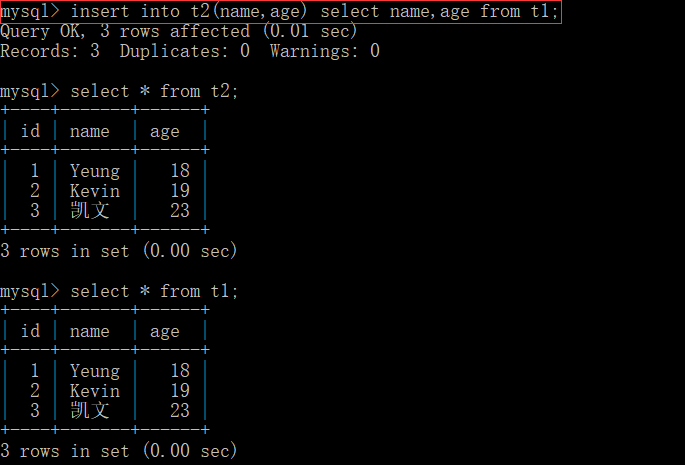 mysql> insert into t2(name,age) select name,age from t1;
Query OK, 3 rows affected (0.01 sec)
Records: 3  Duplicates: 0  Warnings: 0
mysql> select * from t2;
+----+-------+------+
| id | name  | age  |
+----+-------+------+
|  1 | Yeung |   18 |
|  2 | Kevin |   19 |
|  3 | 凯文  |   23 |
+----+-------+------+
3 rows in set (0.00 sec)
mysql> select * from t1;
+----+-------+------+
| id | name  | age  |
+----+-------+------+
|  1 | Yeung |   18 |
|  2 | Kevin |   19 |
|  3 | 凯文  |   23 |
+----+-------+------+
3 rows in set (0.00 sec)